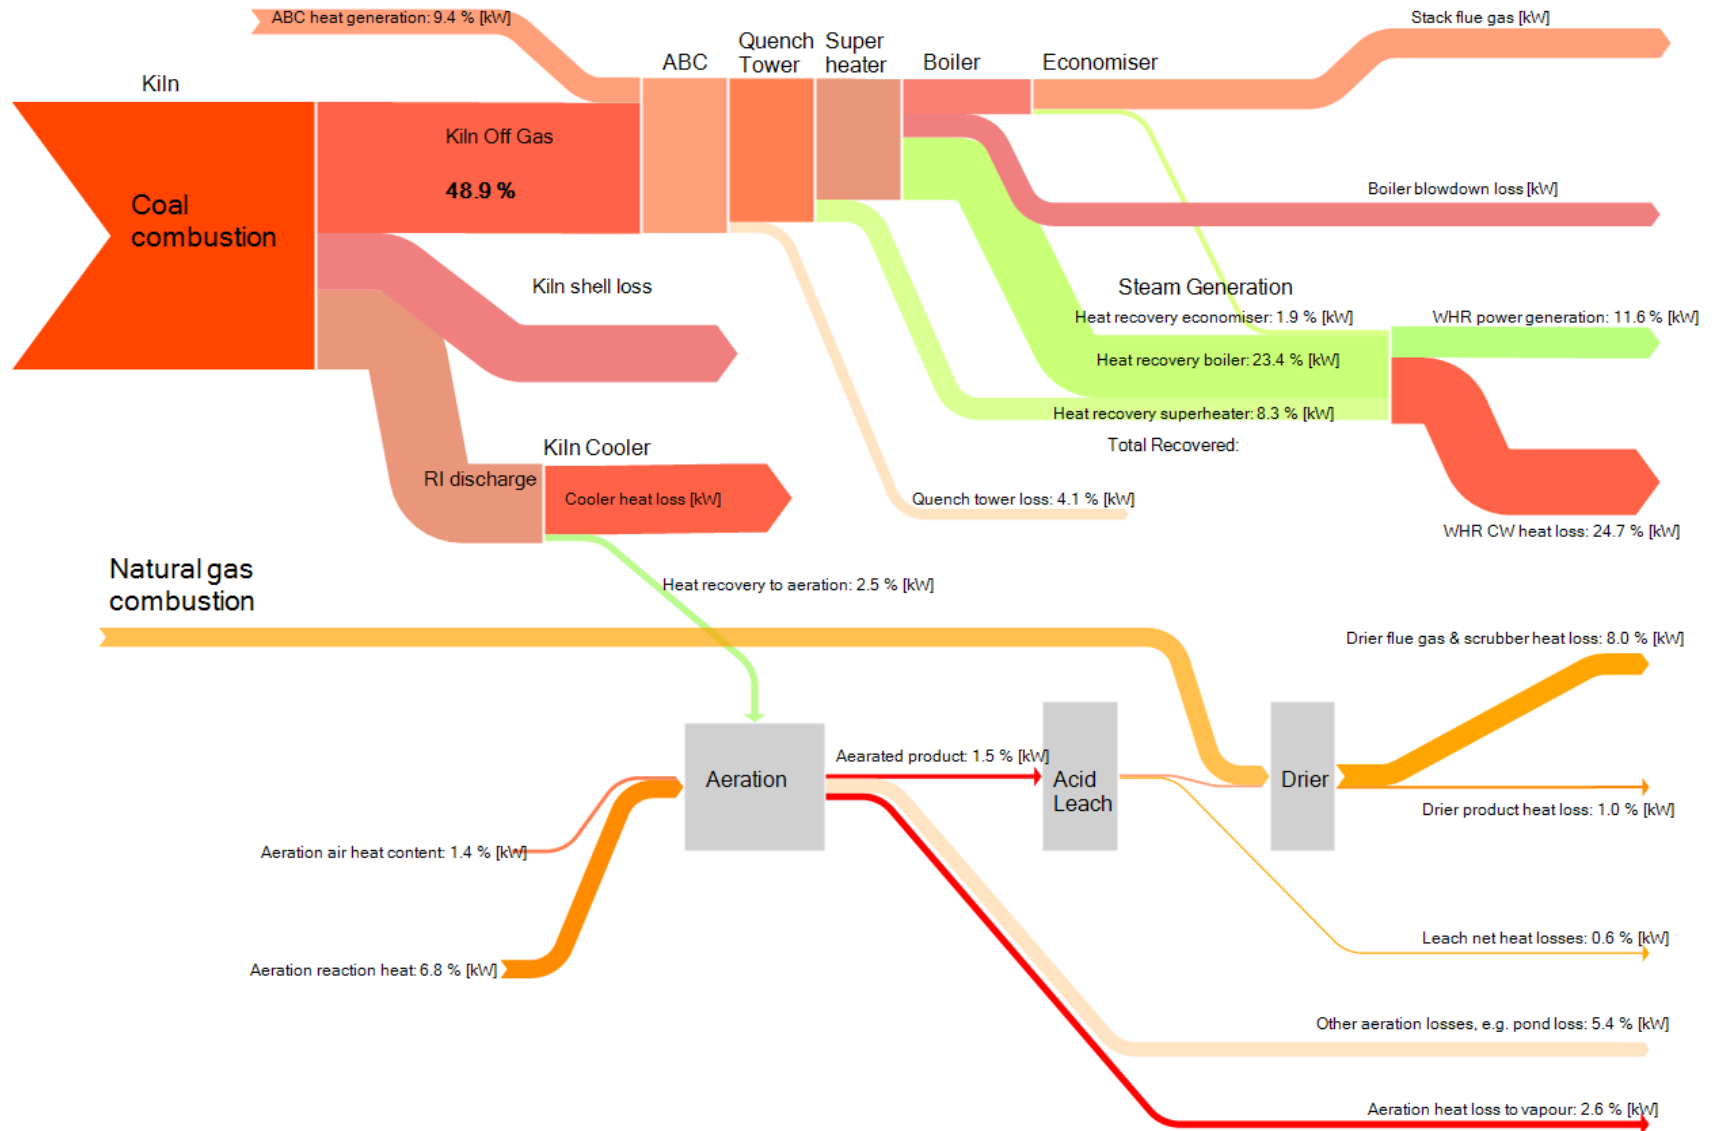 ABC heat generation: 9.4 % [kW]
Stack flue gas [kW]
Kiln
ABC
Quench
Tower
Super
heater
Boiler
Economiser
Kiln Off Gas
48.9 %
Coal
combustion
Boiler blowdown loss [kW]
Kiln shell loss
Steam Generation
Heat recovery economiser: 1.9 % [kW]
WHR power generation: 11.6 % [kW]
Heat recovery boiler: 23.4 % [kW]
Heat recovery superheater: 8.3 % [kW]
Total Recovered:
Kiln Cooler
RI discharge
Cooler heat loss [kW]
Quench tower loss: 4.1 % [kW]
WHR CW heat loss: 24.7 % [kW]
Natural gas
combustion
Heat recovery to aeration: 2.5 % [kW]
Drier flue gas & scrubber heat loss: 8.0 % [kW]
Aearated product: 1.5 % [kW]
Aeration
Acid
Leach
Drier
Drier product heat loss: 1.0 % [kW]
Aeration air heat content: 1.4 % [kW]
Leach net heat losses: 0.6 % [kW]
Aeration reaction heat: 6.8 % [kW]
Other aeration losses, e.g. pond loss: 5.4 % [kW]
Aeration heat loss to vapour: 2.6 % [kW]